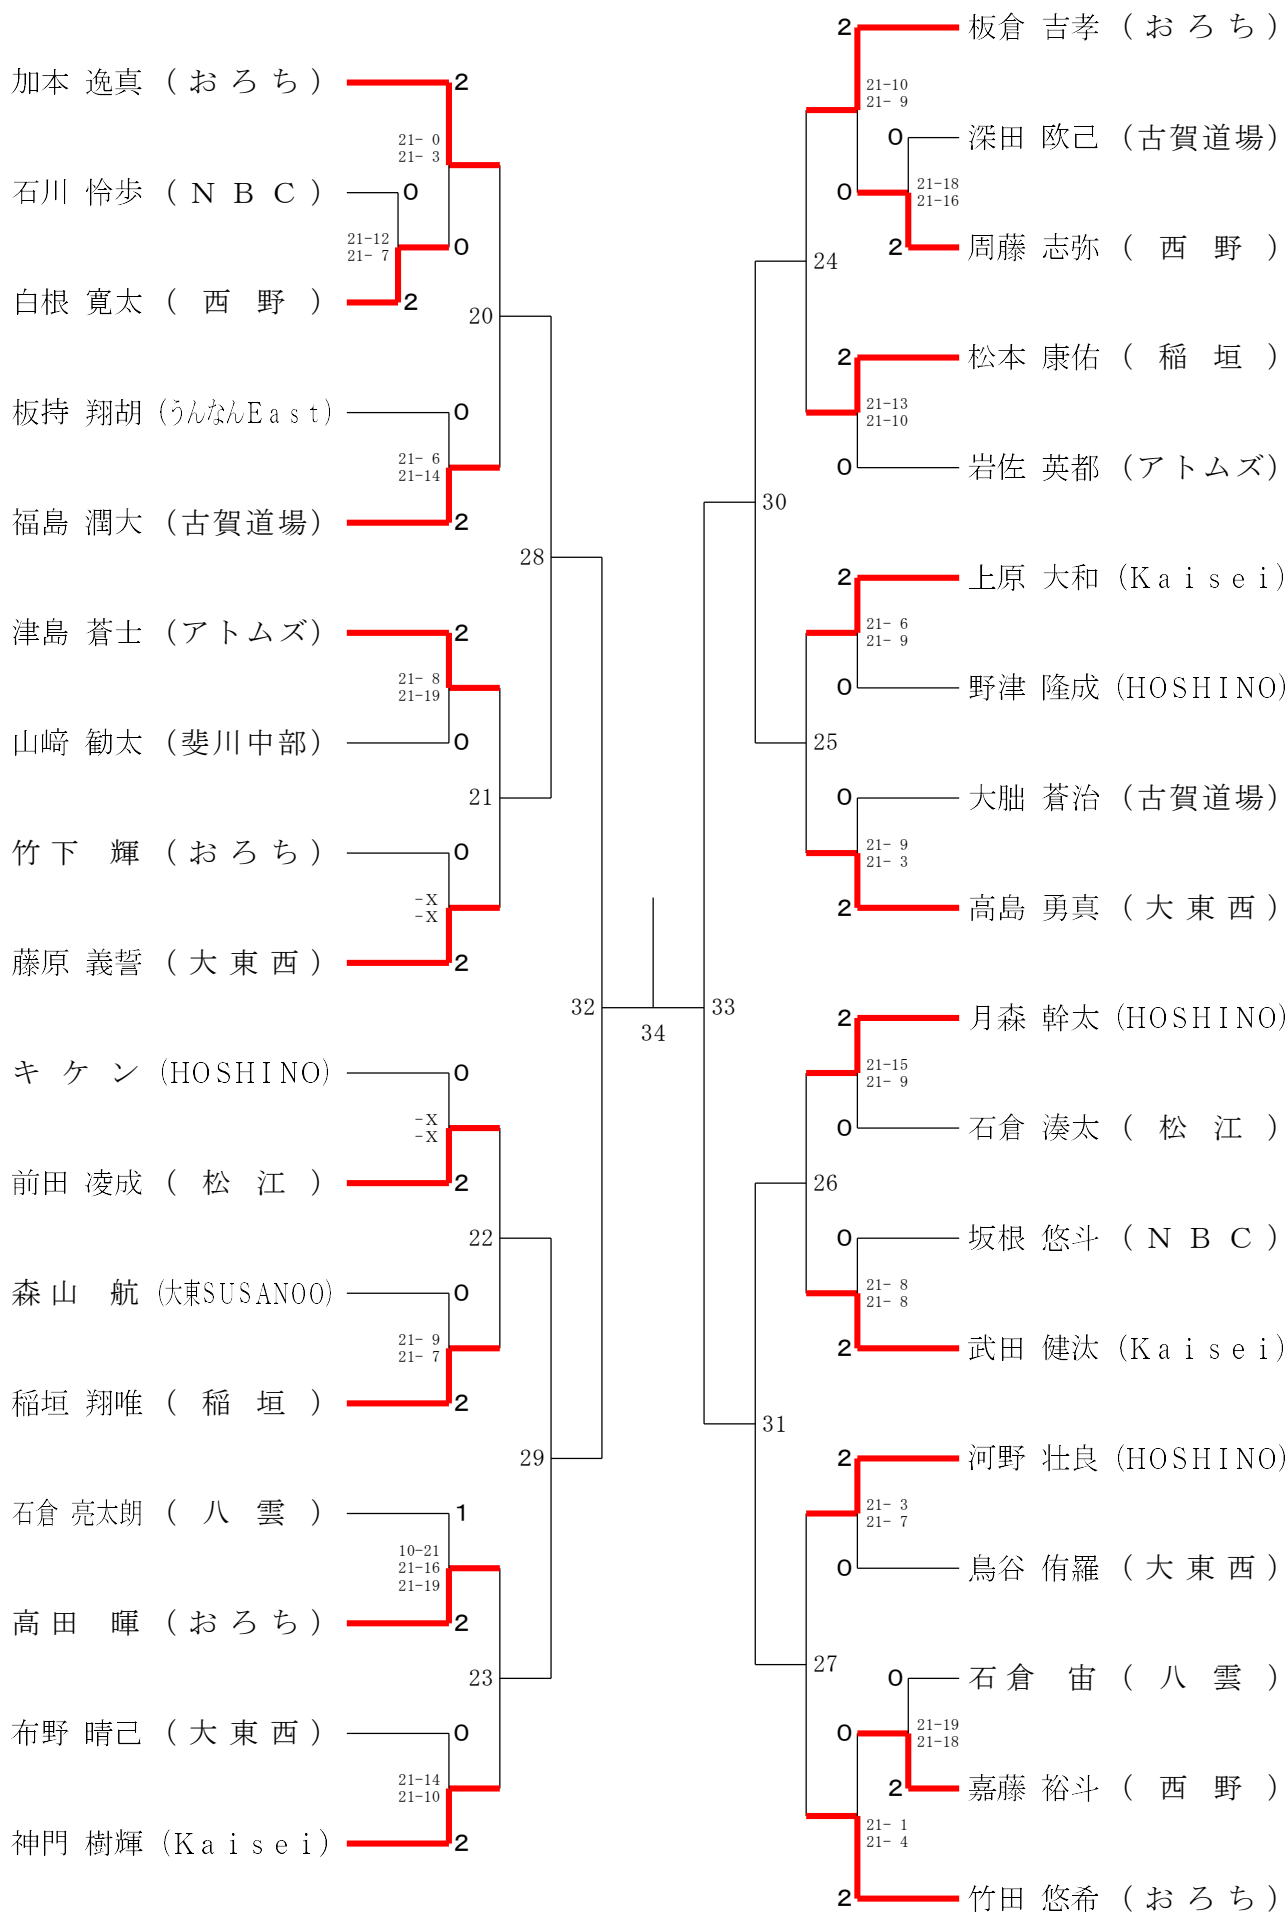 加本 逸真 （ お ろ ち ）
2
21- 0
21- 3
石川 怜歩 （ Ｎ Ｂ Ｃ ）
0
21-12
21- 7
0
白根 寛太 （ 西 野 ）
2
20
板持 翔胡 (うんなんＥａｓｔ)
0
21- 6
21-14
福島 潤大 （古賀道場）
2
28
津島 蒼士 （アトムズ）
2
21- 8
21-19
山﨑 勧太 （斐川中部）
0
21
竹 下 輝 （ お ろ ち ）
0
-X
-X
藤原 義誓 （ 大 東 西 ）
2
32
キ ケ ン (HOSHINO)
0
-X
-X
前田 凌成 （ 松 江 ）
2
22
森 山 航 (大東SUSANOO)
0
21- 9
21- 7
稲垣 翔唯 （ 稲 垣 ）
2
29
石倉 亮太朗 （ 八 雲 ）
1
10-21
21-16
21-19
高 田 暉 （ お ろ ち ）
2
23
布野 晴己 （ 大 東 西 ）
0
21-14
21-10
神門 樹輝 (Ｋａｉｓｅｉ)
2
34
2
板倉 吉孝 （ お ろ ち ）
21-10
21- 9
0
深田 欧己 （古賀道場）
0
21-18
21-16
2
周藤 志弥 （ 西 野 ）
24
2
松本 康佑 （ 稲 垣 ）
21-13
21-10
0
岩佐 英都 （アトムズ）
30
2
上原 大和 (Ｋａｉｓｅｉ)
21- 6
21- 9
0
野津 隆成 (HOSHINO)
25
0
大朏 蒼治 （古賀道場）
21- 9
21- 3
2
高島 勇真 （ 大 東 西 ）
33
2
月森 幹太 (HOSHINO)
21-15
21- 9
0
石倉 湊太 （ 松 江 ）
26
0
坂根 悠斗 （ Ｎ Ｂ Ｃ ）
21- 8
21- 8
2
武田 健汰 (Ｋａｉｓｅｉ)
31
2
河野 壮良 (HOSHINO)
21- 3
21- 7
0
鳥谷 侑羅 （ 大 東 西 ）
27
0
石 倉 宙 （ 八 雲 ）
0
21-19
21-18
2
嘉藤 裕斗 （ 西 野 ）
21- 1
21- 4
2
竹田 悠希 （ お ろ ち ）